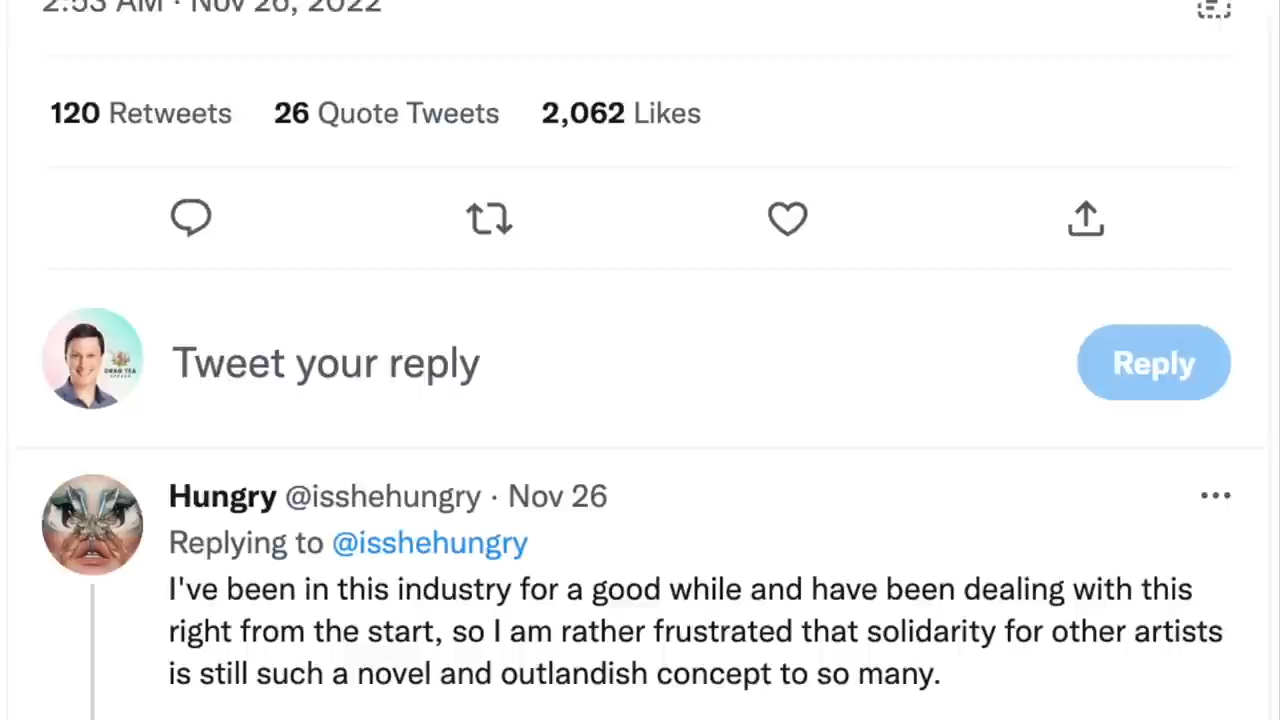 2:53 AM · Nov 26, 2022
120 Retweets 26 Quote Tweets 2,062 Likes
DRAG TEA
Tweet your reply
Reply
Hungry @isshehungry · Nov 26
Replying to @isshehungry
I've been in this industry for a good while and have been dealing with this
right from the start, so I am rather frustrated that solidarity for other artists
is still such a novel and outlandish concept to so many.